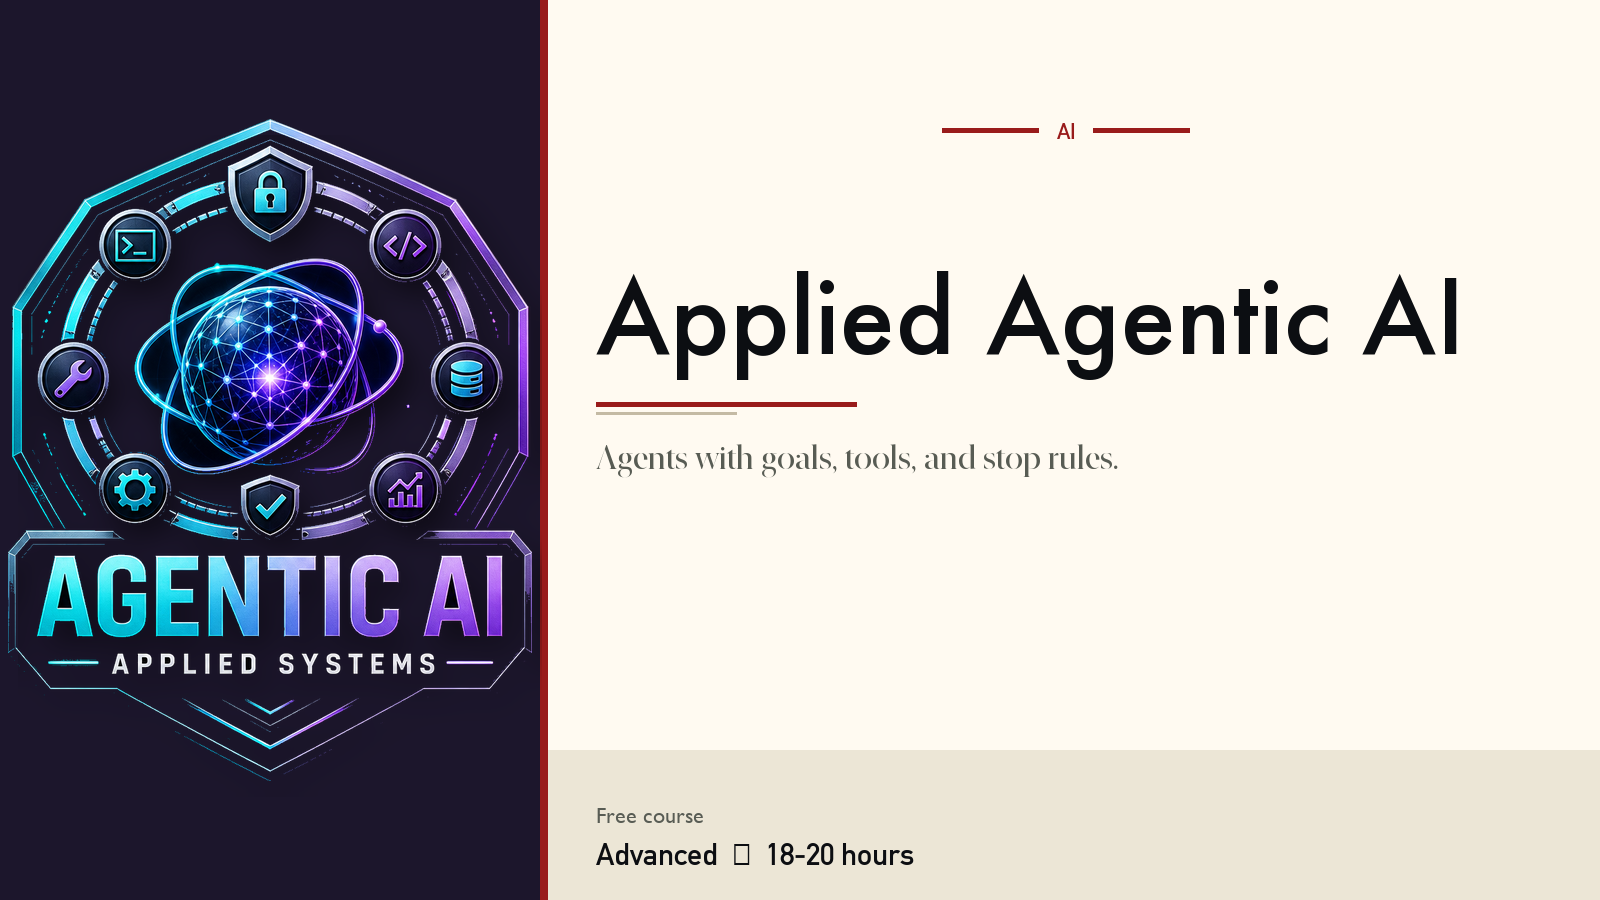 AGENTIC AI
APPLIED SYSTEMS
AI
Applied Agentic AI
Agents with goals, tools, and stop rules.
Free course
Advanced □ 18-20 hours